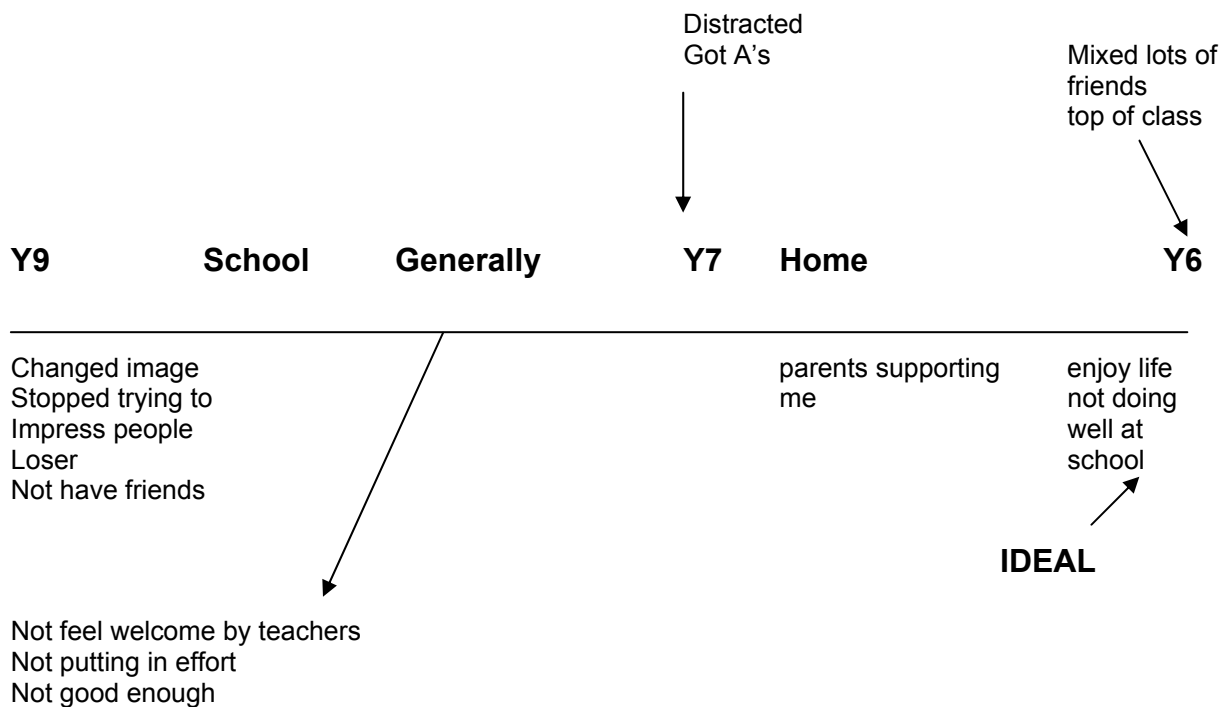 Distracted
Got A’s
Mixed lots of
friends
top of class
Y9 School Generally Y7 Home Y6
Changed image
Stopped trying to
Impress people
Loser
Not have friends
parents supporting
me
enjoy life
not doing
well at
school
IDEAL
Not feel welcome by teachers
Not putting in effort
Not good enough